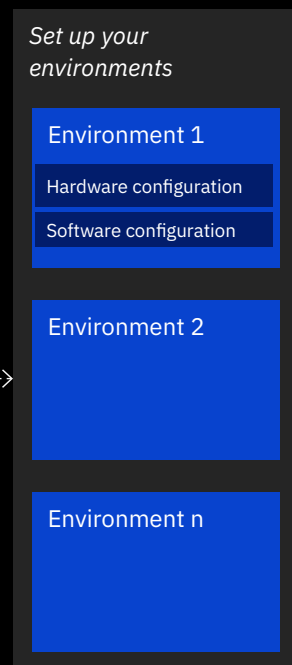 Set up your
environments
Environment 1
Hardware configuration
Software configuration
Environment 2
Environment n